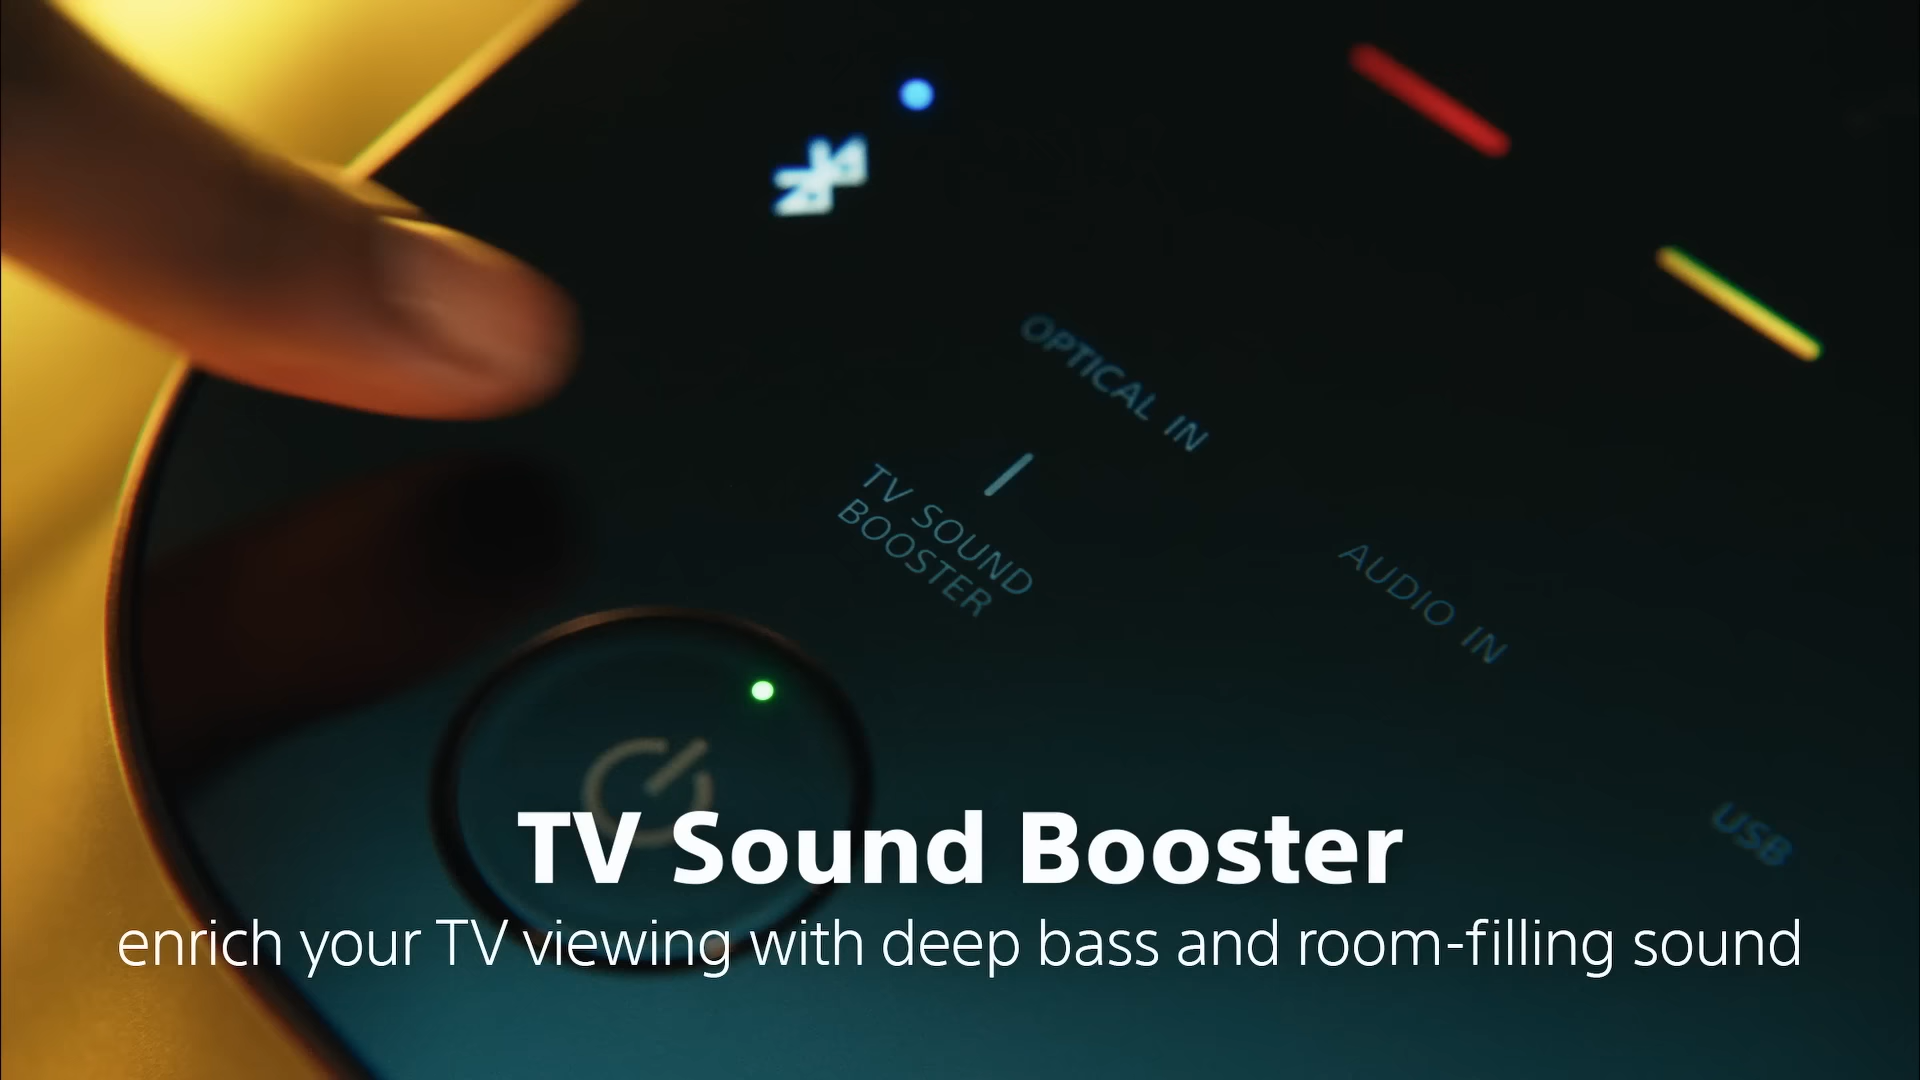 OPTICAL IN
TV SOUND
BOOSTER
AUDIO IN
USB
TV Sound Booster
enrich your TV viewing with deep bass and room-filling sound